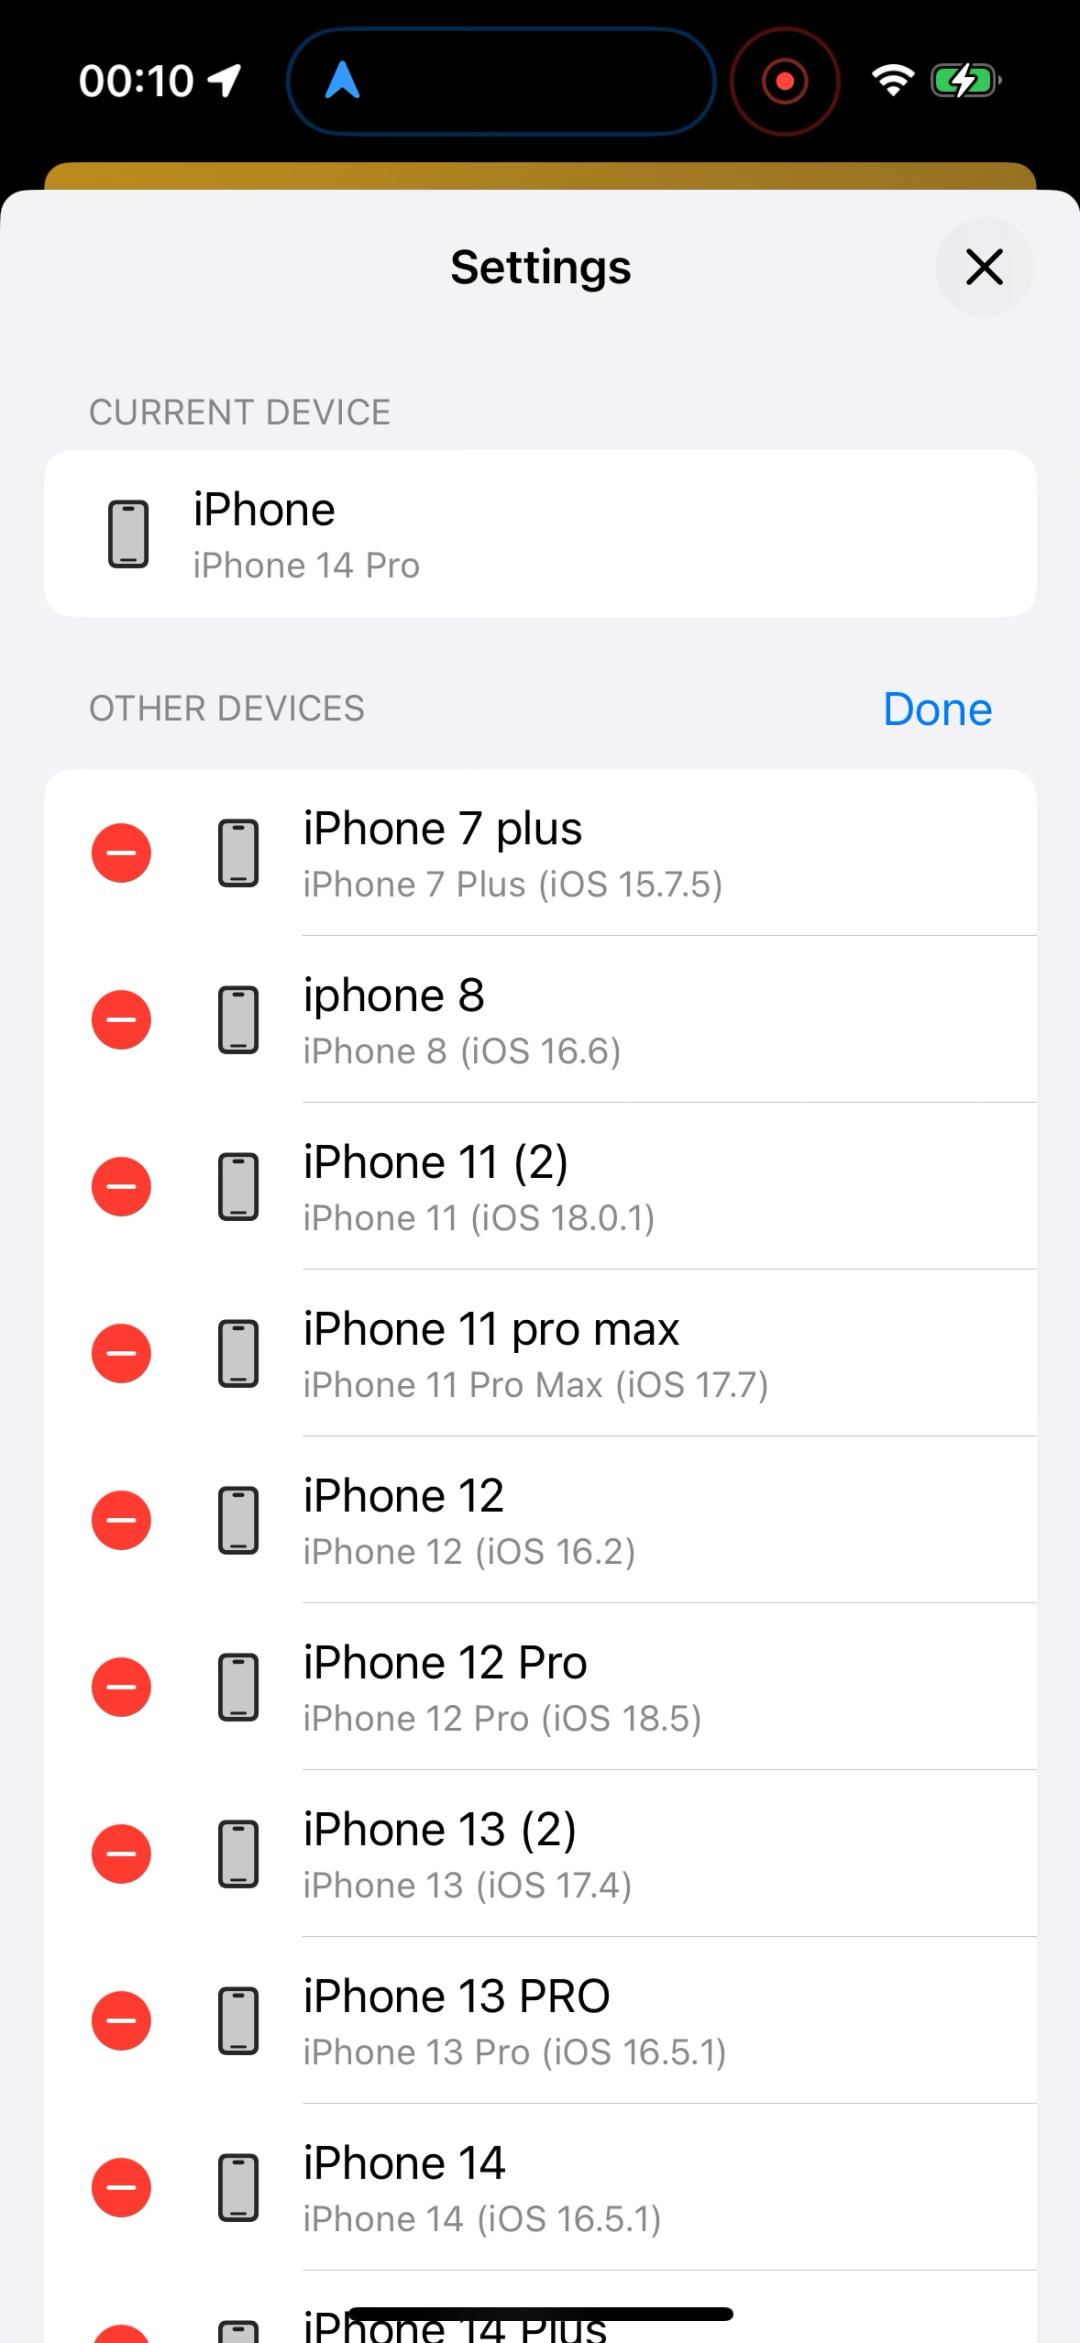 00:10
Settings
CURRENT DEVICE
iPhone
iPhone 14 Pro
OTHER DEVICES
Done
iPhone 7 plus
iPhone 7 Plus (iOS 15.7.5)
iphone 8
iPhone 8 (iOS 16.6)
iPhone 11 (2)
iPhone 11 (iOS 18.0.1)
iPhone 11 pro max
iPhone 11 Pro Max (iOS 17.7)
iPhone 12
iPhone 12 (iOS 16.2)
iPhone 12 Pro
iPhone 12 Pro (iOS 18.5)
iPhone 13 (2)
iPhone 13 (iOS 17.4)
iPhone 13 PRO
iPhone 13 Pro (iOS 16.5.1)
iPhone 14
iPhone 14 (iOS 16.5.1)
iPhone 14 Plus